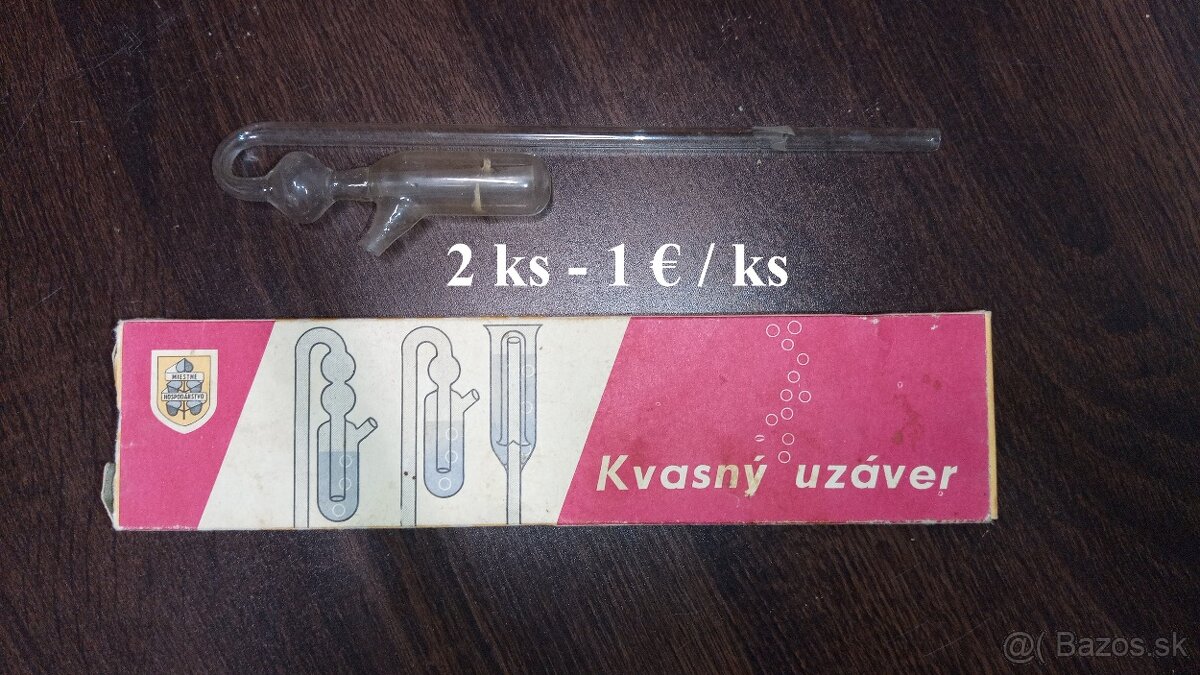 2 ks - 1 € / ks
MIESTNE
HOSPODÁRSTVO
Kvasný uzáver
@( Bazos.sk